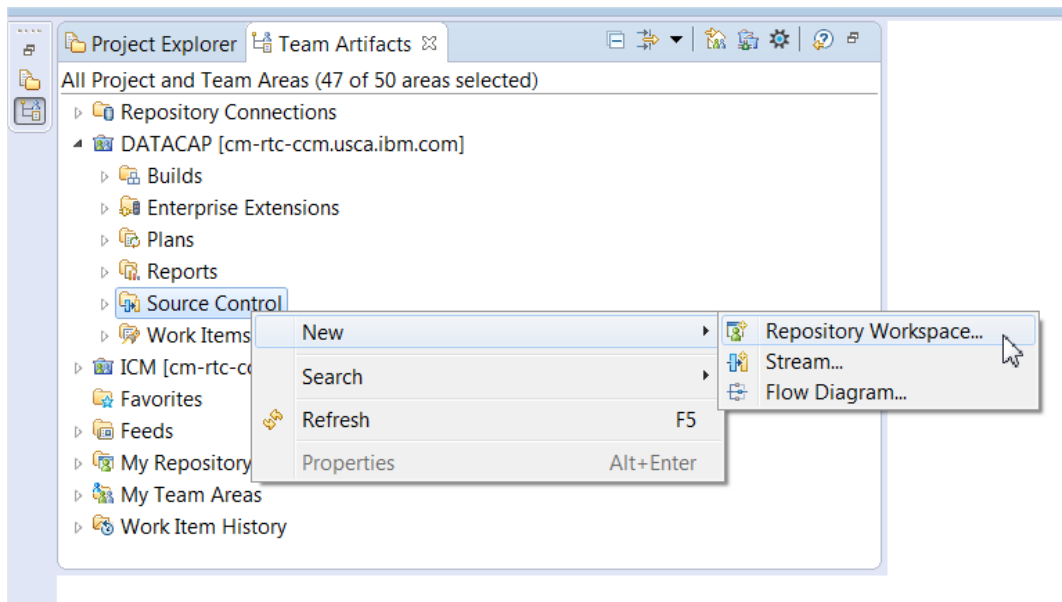 Project Explorer Team Artifacts
All Project and Team Areas (47 of 50 areas selected)
Repository Connections
DATACAP [cm-rtc-ccm.usca.ibm.com]
Builds
Enterprise Extensions
Plans
Reports
Source Control
Work Items
ICM [cm-rtc-cc
Favorites
Feeds
My Repository
My Team Areas
Work Item History
New
Search
Refresh F5
Properties Alt+Enter
Repository Workspace...
Stream...
Flow Diagram...